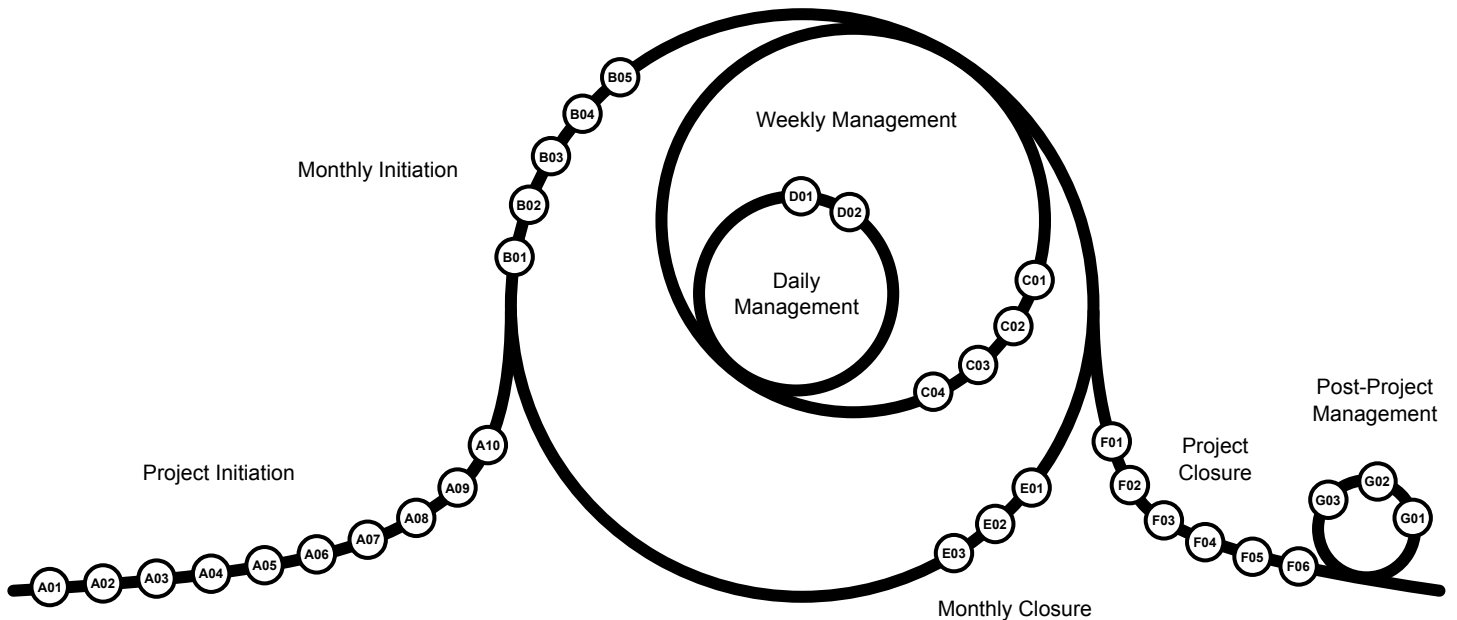 Project Initiation
A01
A02
A03
A04
A05
A06
A07
A08
A09
A10
Monthly Initiation
B01
B02
B03
B04
B05
Weekly Management
C01
C02
C03
C04
Daily
Management
D01
D02
Monthly Closure
E01
E02
E03
Project
Closure
F01
F02
F03
F04
F05
F06
Post-Project
Management
G01
G02
G03